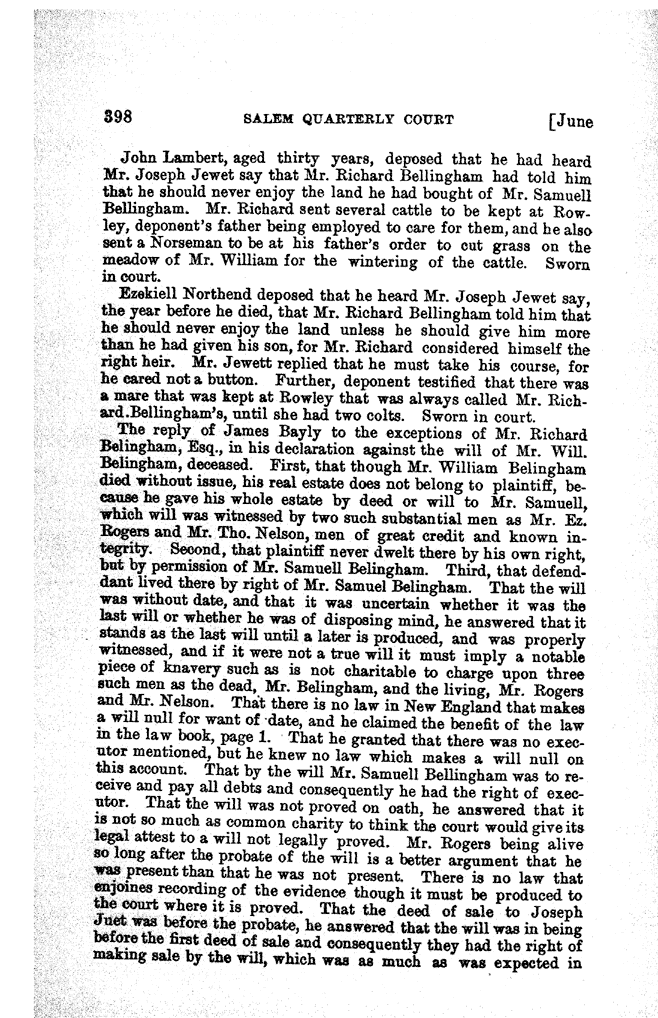 398 SALEM QUARTERLY COURT [June
John Lambert, aged thirty years, deposed that he had heard
Mr. Joseph Jewet say that Mr. Richard Bellingham had told him
that he should never enjoy the land he had bought of Mr. Samuell
Bellingham. Mr. Richard sent several cattle to be kept at Row-
ley, deponent's father being employed to care for them, and he also
sent a Norseman to be at his father's order to cut grass on the
meadow of Mr. William for the wintering of the cattle. Sworn
in court.
Ezekiell Northend deposed that he heard Mr. Joseph Jewet say,
the year before he died, that Mr. Richard Bellingham told him that
he should never enjoy the land unless he should give him more
than he had given his son, for Mr. Richard considered himself the
right heir. Mr. Jewett replied that he must take his course, for
he cared not a button. Further, deponent testified that there was
a mare that was kept at Rowley that was always called Mr. Rich-
ard.Bellingham's, until she had two colts. Sworn in court.
The reply of James Bayly to the exceptions of Mr. Richard
Belingham, Esq., in his declaration against the will of Mr. Will.
Belingham, deceased. First, that though Mr. William Belingham
died without issue, his real estate does not belong to plaintiff, be-
cause he gave his whole estate by deed or will to Mr. Samuell,
which will was witnessed by two such substantial men as Mr. Ez.
Rogers and Mr. Tho. Nelson, men of great credit and known in-
tegrity. Second, that plaintiff never dwelt there by his own right,
but by permission of Mr. Samuell Belingham. Third, that defend-
dant lived there by right of Mr. Samuel Belingham. That the will
was without date, and that it was uncertain whether it was the
last will or whether he was of disposing mind, he answered that it
stands as the last will until a later is produced, and was properly
witnessed, and if it were not a true will it must imply a notable
piece of knavery such as is not charitable to charge upon three
such men as the dead, Mr. Belingham, and the living, Mr. Rogers
and Mr. Nelson. That there is no law in New England that makes
a will null for want of date, and he claimed the benefit of the law
in the law book, page 1. That he granted that there was no exec-
utor mentioned, but he knew no law which makes a will null on
this account. That by the will Mr. Samuell Bellingham was to re-
ceive and pay all debts and consequently he had the right of exec-
utor. That the will was not proved on oath, he answered that it
is not so much as common charity to think the court would give its
legal attest to a will not legally proved. Mr. Rogers being alive
so long after the probate of the will is a better argument that he
was present than that he was not present. There is no law that
enjoines recording of the evidence though it must be produced to
the court where it is proved. That the deed of sale to Joseph
Juet was before the probate, he answered that the will was in being
before the first deed of sale and consequently they had the right of
making sale by the will, which was as much as was expected in